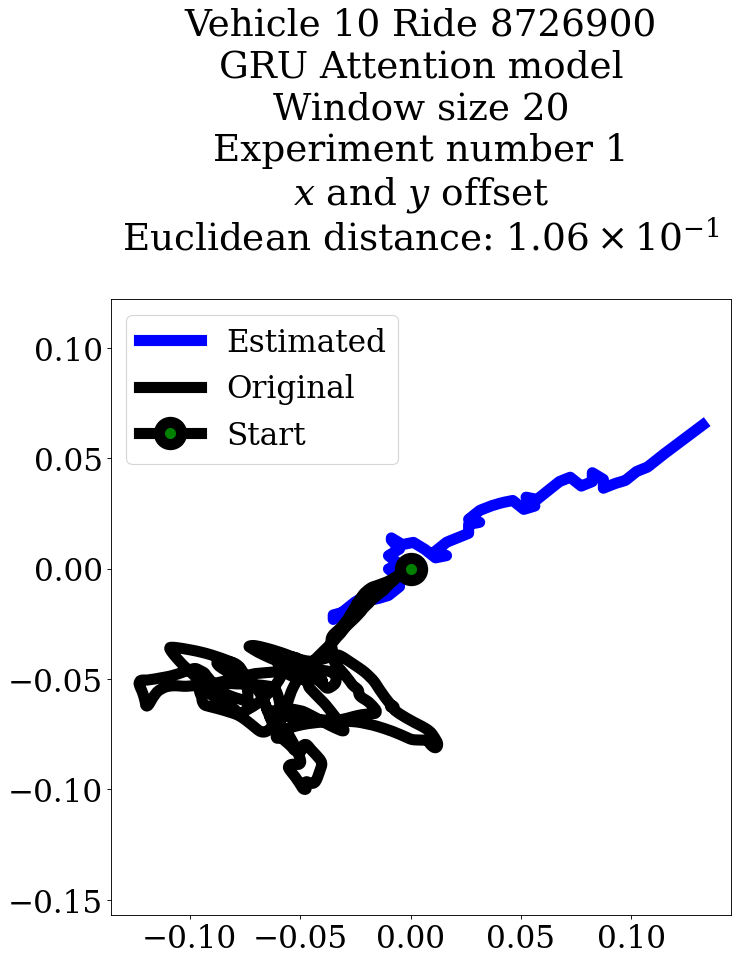 Vehicle 10 Ride 8726900
GRU Attention model
Window size 20
Experiment number 1
x and y offset
Euclidean distance: 1.06 × 10⁻¹
Estimated
Original
Start
0.10
0.05
0.00
−0.05
−0.10
−0.15
−0.10 −0.05 0.00 0.05 0.10